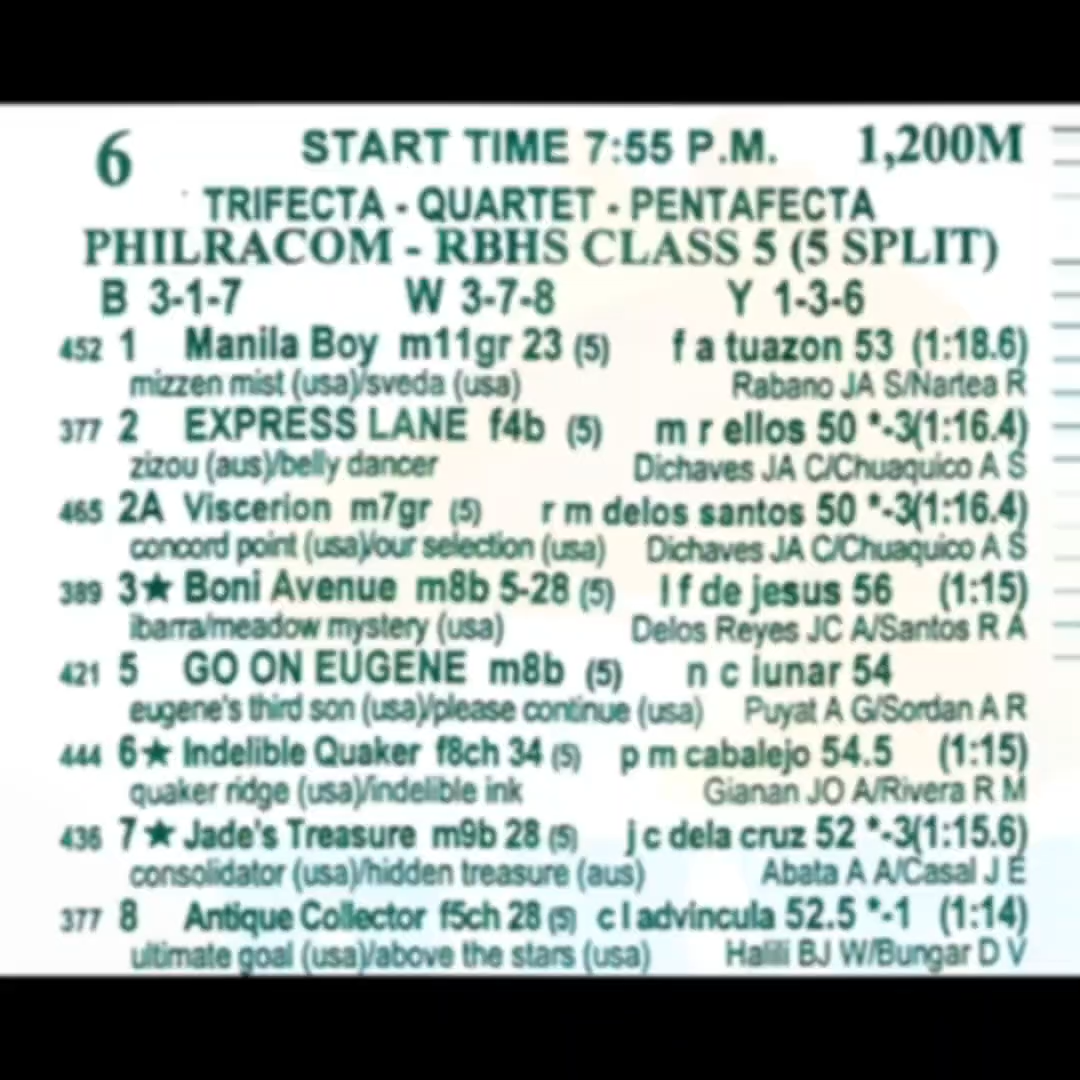 6 START TIME 7:55 P.M. 1,200M
TRIFECTA - QUARTET - PENTAFECTA
PHILRACOM - RBHS CLASS 5 (5 SPLIT)
B 3-1-7 W 3-7-8 Y 1-3-6
452 1 Manila Boy m11gr 23 (5) f a tuazon 53 (1:18.6)
mizzen mist (usa)/sveda (usa) Rabano JA S/Nartea R
377 2 EXPRESS LANE f4b (5) m r ellos 50 *-3(1:16.4)
zizou (aus)/belly dancer Dichaves JA C/Chuaquico A S
465 2A Viscerion m7gr (5) r m delos santos 50 *-3(1:16.4)
concord point (usa)/our selection (usa) Dichaves JA C/Chuaquico A S
389 3★ Boni Avenue m8b 5-28 (5) l f de jesus 56 (1:15)
ibarra/meadow mystery (usa) Delos Reyes JC A/Santos R A
421 5 GO ON EUGENE m8b (5) n c lunar 54
eugene's third son (usa)/please continue (usa) Puyat A G/Sordan A R
444 6★ Indelible Quaker f8ch 34 (5) p m cabalejo 54.5 (1:15)
quaker ridge (usa)/indelible ink Gianan JO A/Rivera R M
436 7★ Jade's Treasure m9b 28 (5) j c dela cruz 52 *-3(1:15.6)
consolidator (usa)/hidden treasure (aus) Abata A A/Casal J E
377 8 Antique Collector f5ch 28 (5) c l advincula 52.5 *-1 (1:14)
ultimate goal (usa)/above the stars (usa) Halili BJ W/Bungar D V